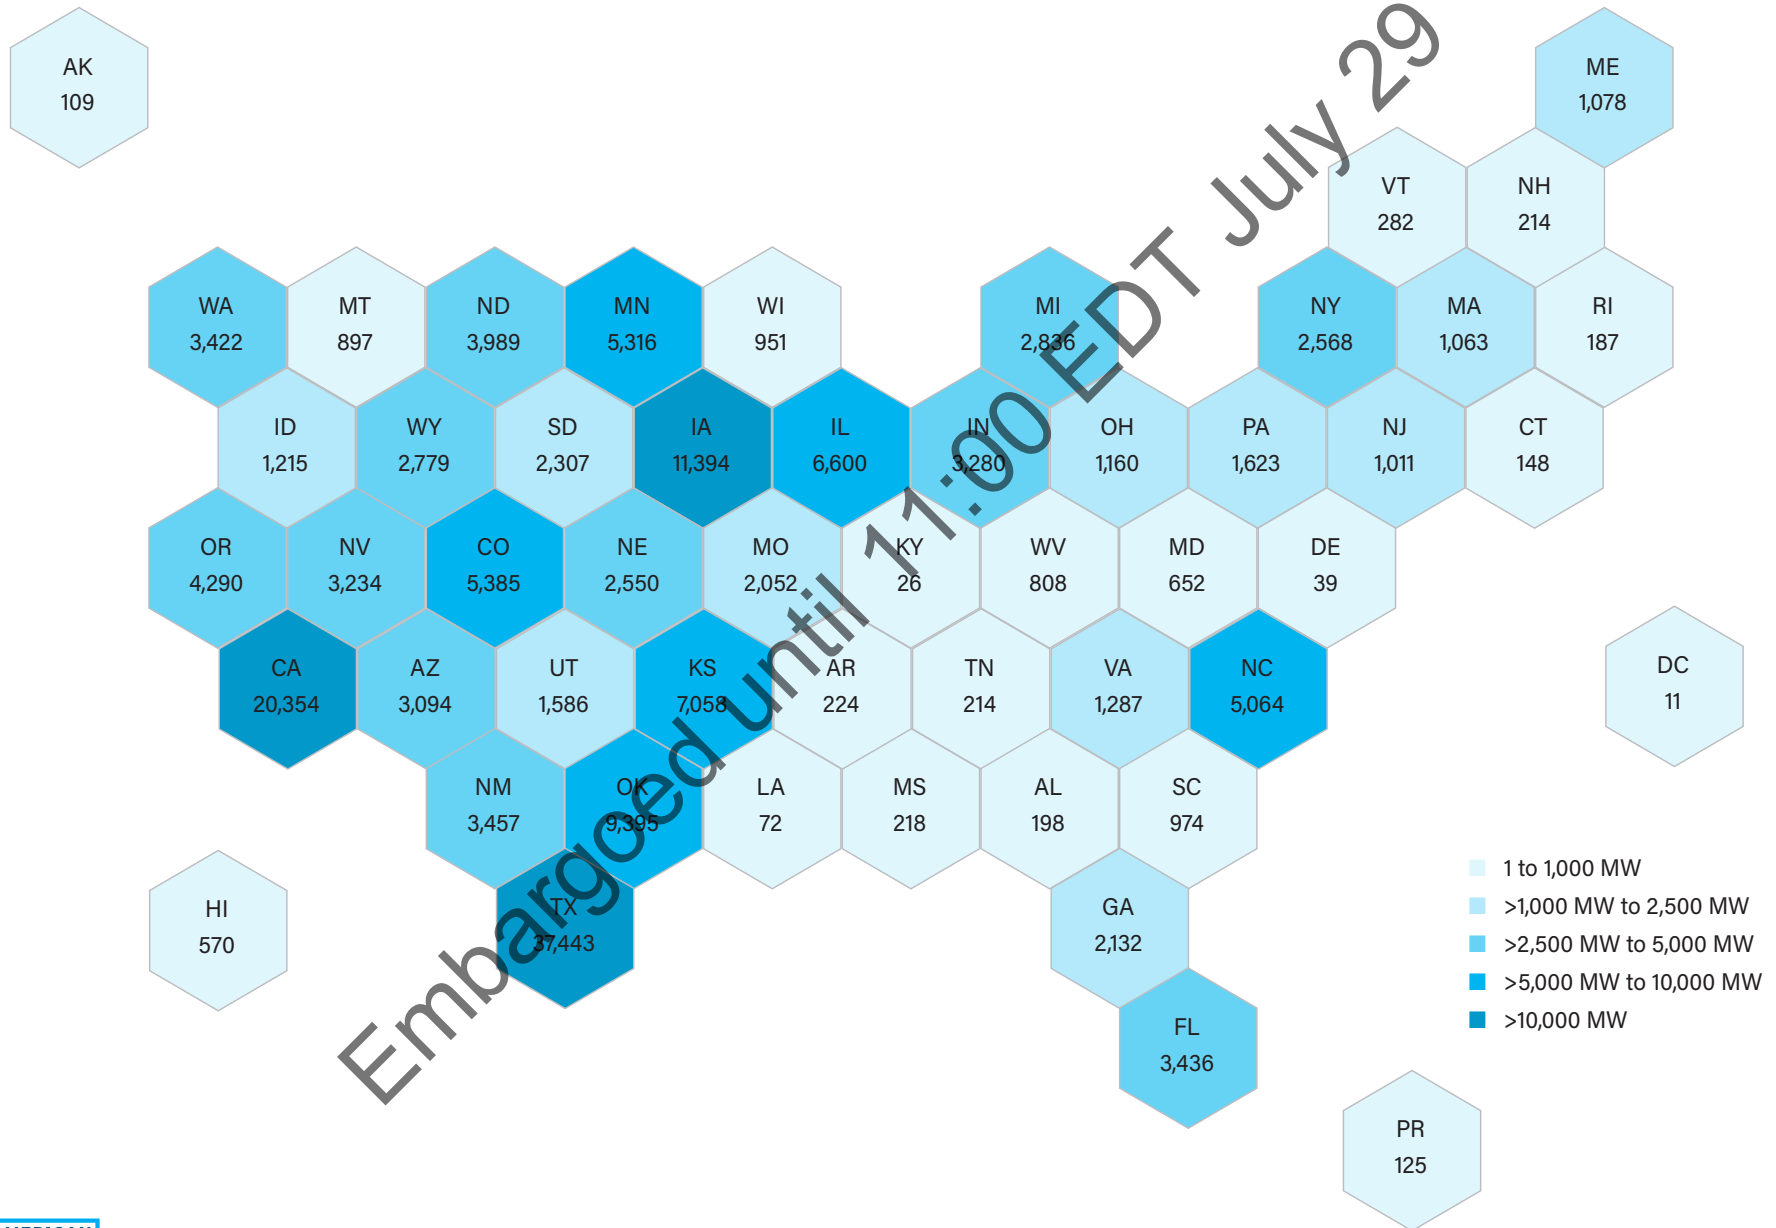 AK
109
ME
1,078
VT
282
NH
214
WA
3,422
MT
897
ND
3,989
MN
5,316
WI
951
MI
2,836
NY
2,568
MA
1,063
RI
187
ID
1,215
WY
2,779
SD
2,307
IA
11,394
IL
6,600
IN
3,280
OH
1,160
PA
1,623
NJ
1,011
CT
148
OR
4,290
NV
3,234
CO
5,385
NE
2,550
MO
2,052
KY
26
WV
808
MD
652
DE
39
CA
20,354
AZ
3,094
UT
1,586
KS
7,058
AR
224
TN
214
VA
1,287
NC
5,064
DC
11
NM
3,457
OK
9,395
LA
72
MS
218
AL
198
SC
974
HI
570
TX
37,443
GA
2,132
FL
3,436
PR
125
1 to 1,000 MW
>1,000 MW to 2,500 MW
>2,500 MW to 5,000 MW
>5,000 MW to 10,000 MW
>10,000 MW
Embargoed until 11:00 EDT July 29